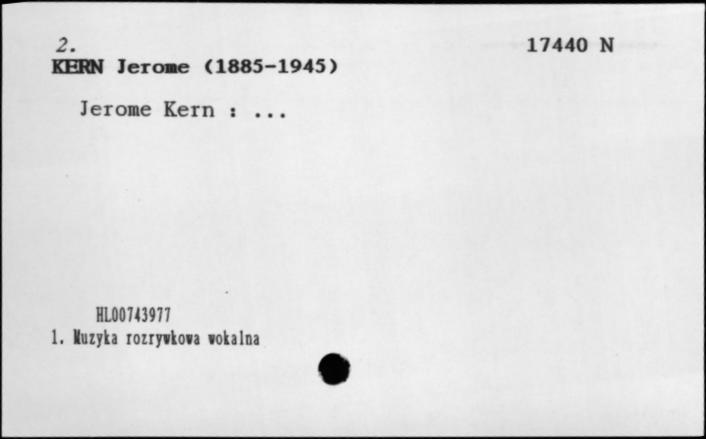 2.
17440 N
KERN Jerome (1885-1945)
Jerome Kern : ...
HL00743977
1. Muzyka rozrywkowa wokalna